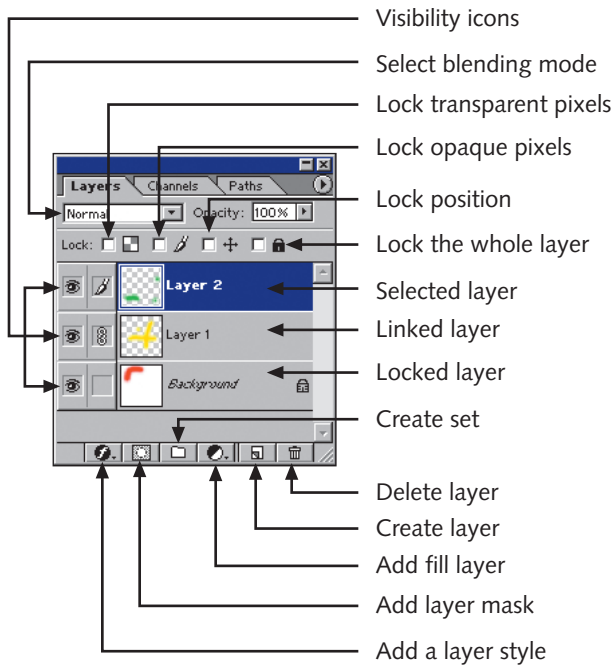 Visibility icons
Select blending mode
Lock transparent pixels
Lock opaque pixels
Layers Channels Paths
Lock position
Normal Opacity: 100%
Lock: Lock the whole layer
Layer 2 Selected layer
Layer 1 Linked layer
Background Locked layer
Create set
Delete layer
Create layer
Add fill layer
Add layer mask
Add a layer style